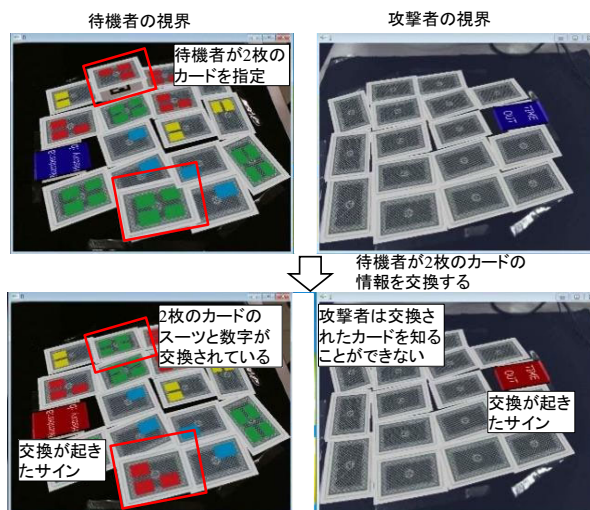 待機者の視界
攻撃者の視界
待機者が2枚の
カードを指定
TIME
OUT
待機者が2枚のカードの
情報を交換する
2枚のカードの
スーツと数字が
交換されている
攻撃者は交換さ
れたカードを知る
ことができない
TIME
OUT
交換が起き
たサイン
交換が起き
たサイン